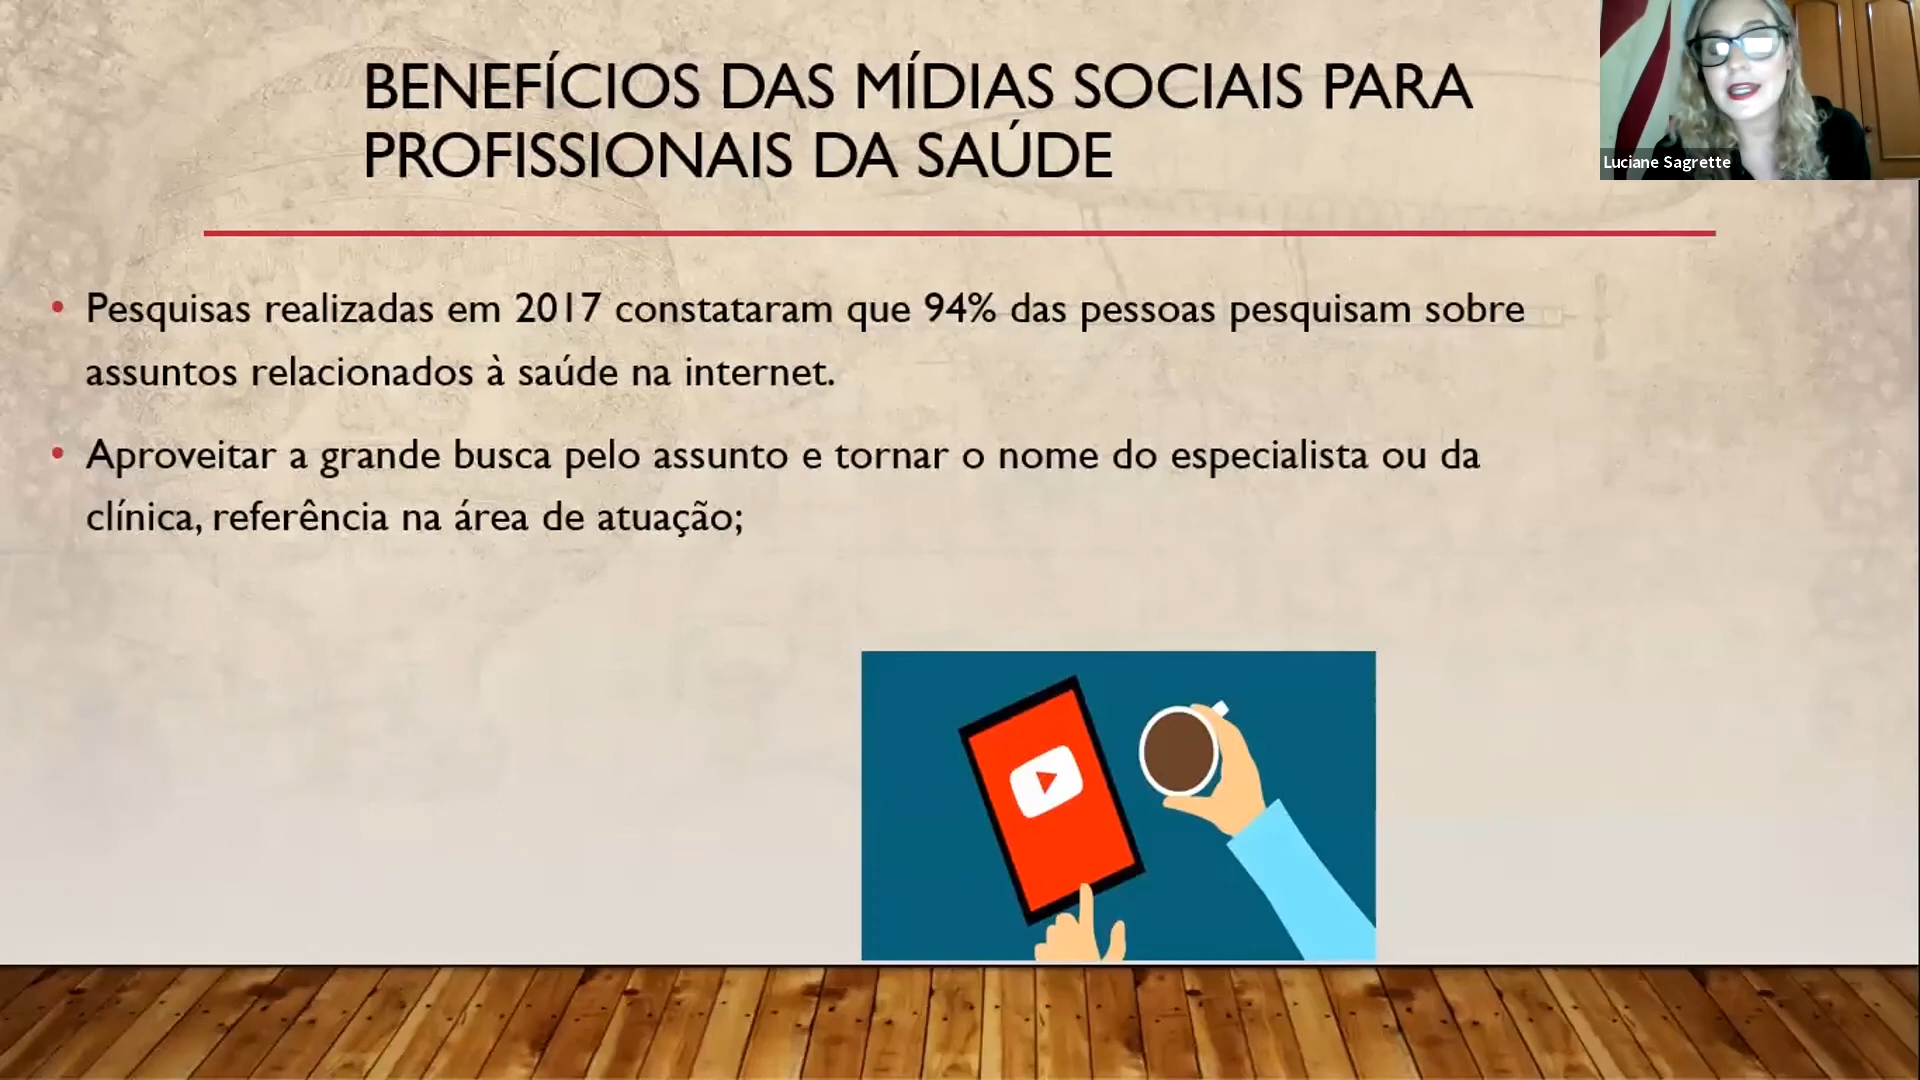 BENEFÍCIOS DAS MÍDIAS SOCIAIS PARA
PROFISSIONAIS DA SAÚDE
Luciane Sagrette
• Pesquisas realizadas em 2017 constataram que 94% das pessoas pesquisam sobre
assuntos relacionados à saúde na internet.
• Aproveitar a grande busca pelo assunto e tornar o nome do especialista ou da
clínica, referência na área de atuação;